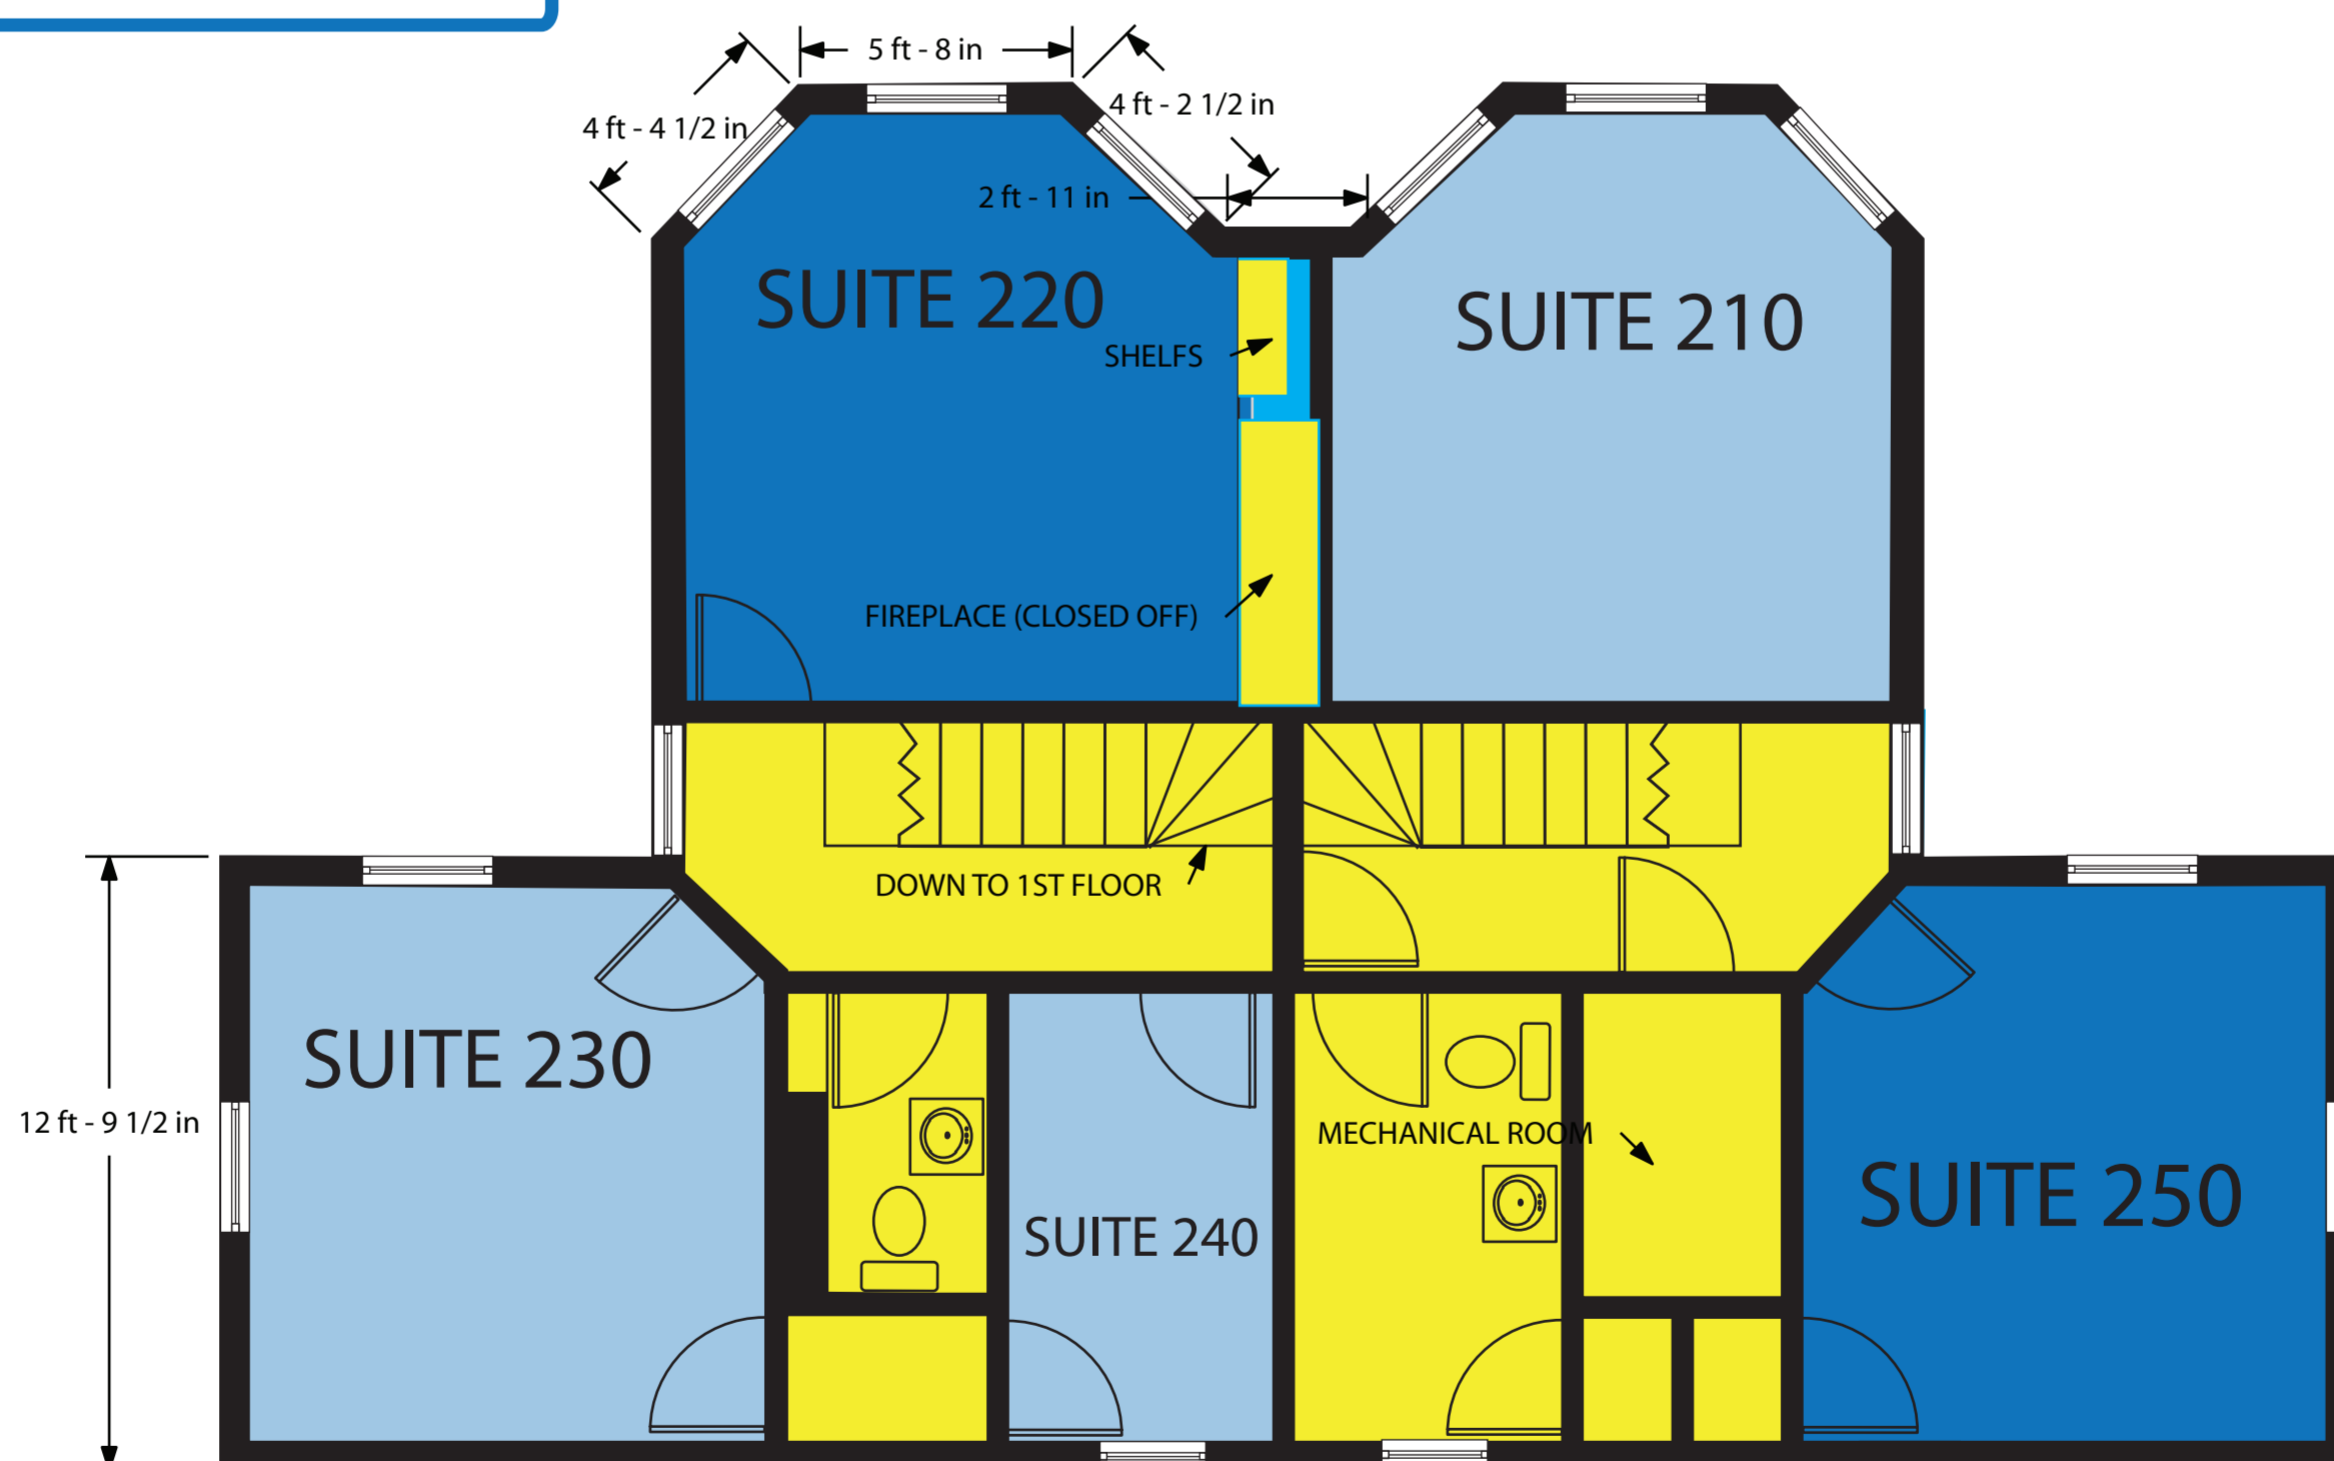 5 ft - 8 in
4 ft - 4 1/2 in
4 ft - 2 1/2 in
2 ft - 11 in
SUITE 220
SUITE 210
SHELFS
FIREPLACE (CLOSED OFF)
DOWN TO 1ST FLOOR
SUITE 230
12 ft - 9 1/2 in
MECHANICAL ROOM
SUITE 240
SUITE 250